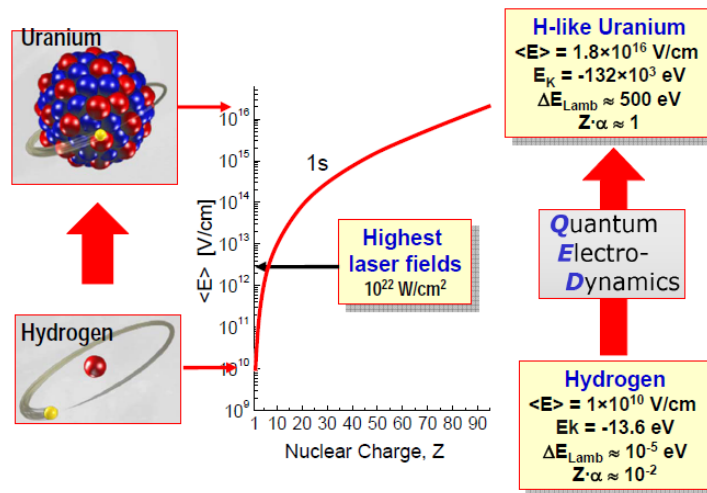 Uranium
Hydrogen
<E> [V/cm]
10¹⁶
10¹⁵
10¹⁴
10¹³
10¹²
10¹¹
10¹⁰
10⁹
1s
Highest
laser fields
10²² W/cm²
1 10 20 30 40 50 60 70 80 90
Nuclear Charge, Z
H-like Uranium
<E> = 1.8×10¹⁶ V/cm
E_K = -132×10³ eV
ΔE_Lamb ≈ 500 eV
Z·α ≈ 1
Quantum
Electro-
Dynamics
Hydrogen
<E> = 1×10¹⁰ V/cm
Ek = -13.6 eV
ΔE_Lamb ≈ 10⁻⁵ eV
Z·α ≈ 10⁻²